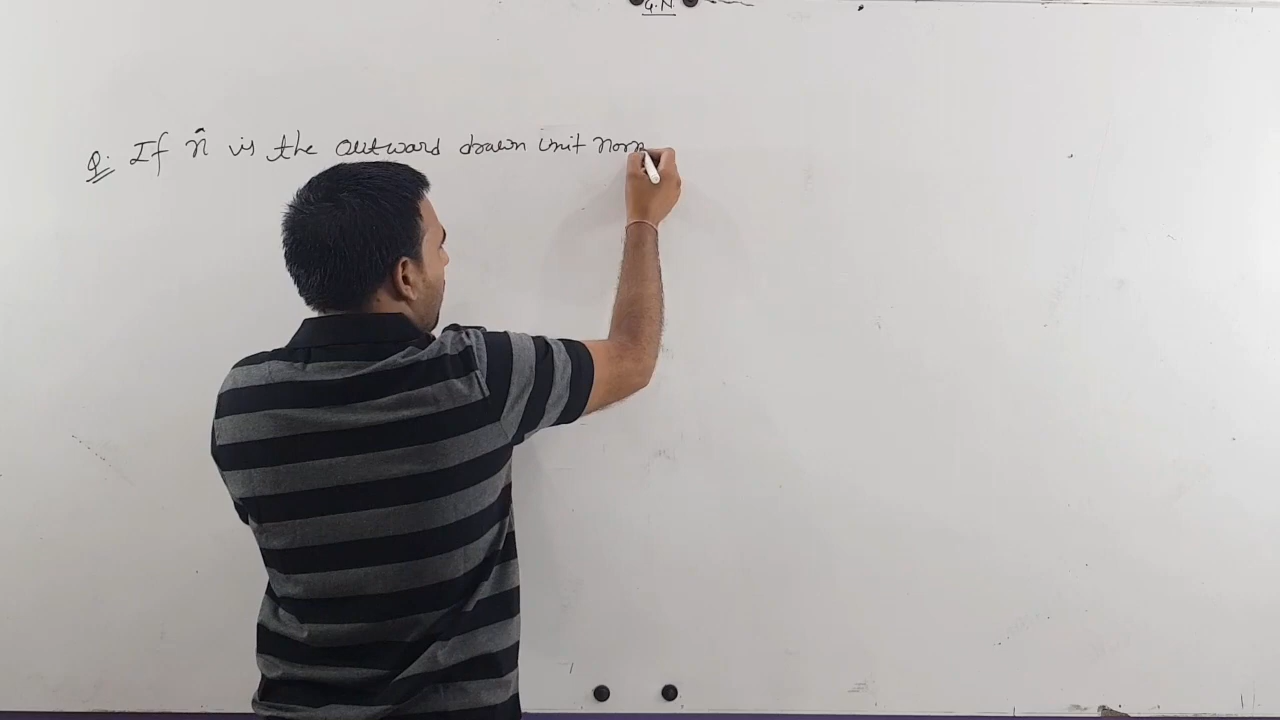 G.N
Q: If n̂ is the outward drawn unit norm